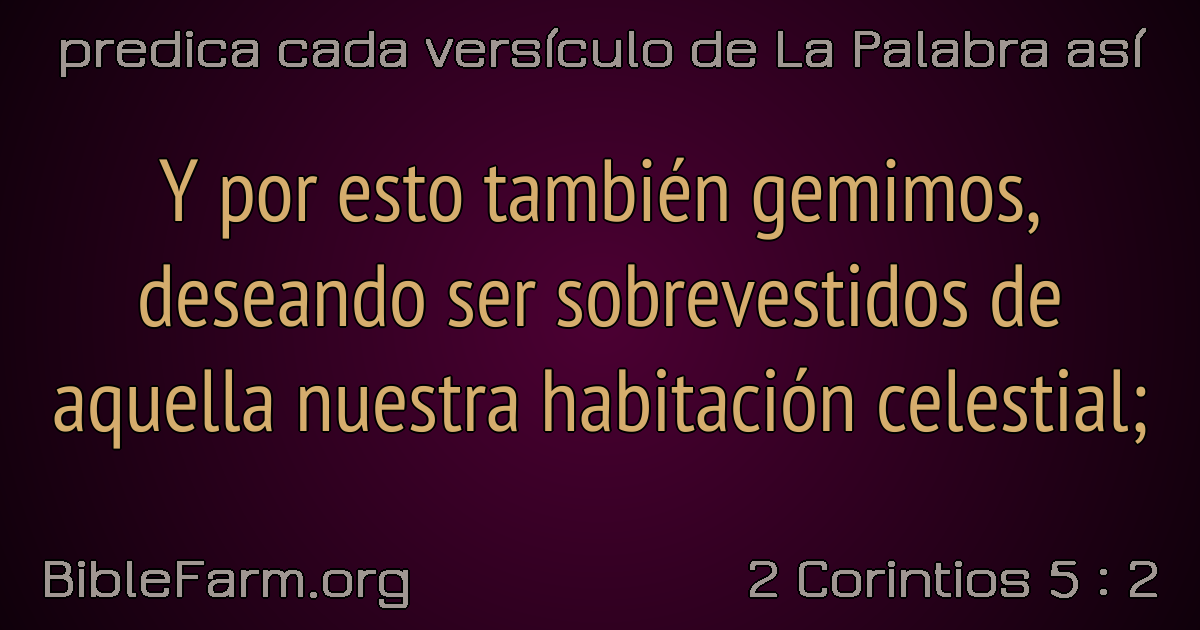 predica cada versículo de La Palabra así
Y por esto también gemimos,
deseando ser sobrevestidos de
aquella nuestra habitación celestial;
BibleFarm.org
2 Corintios 5 : 2